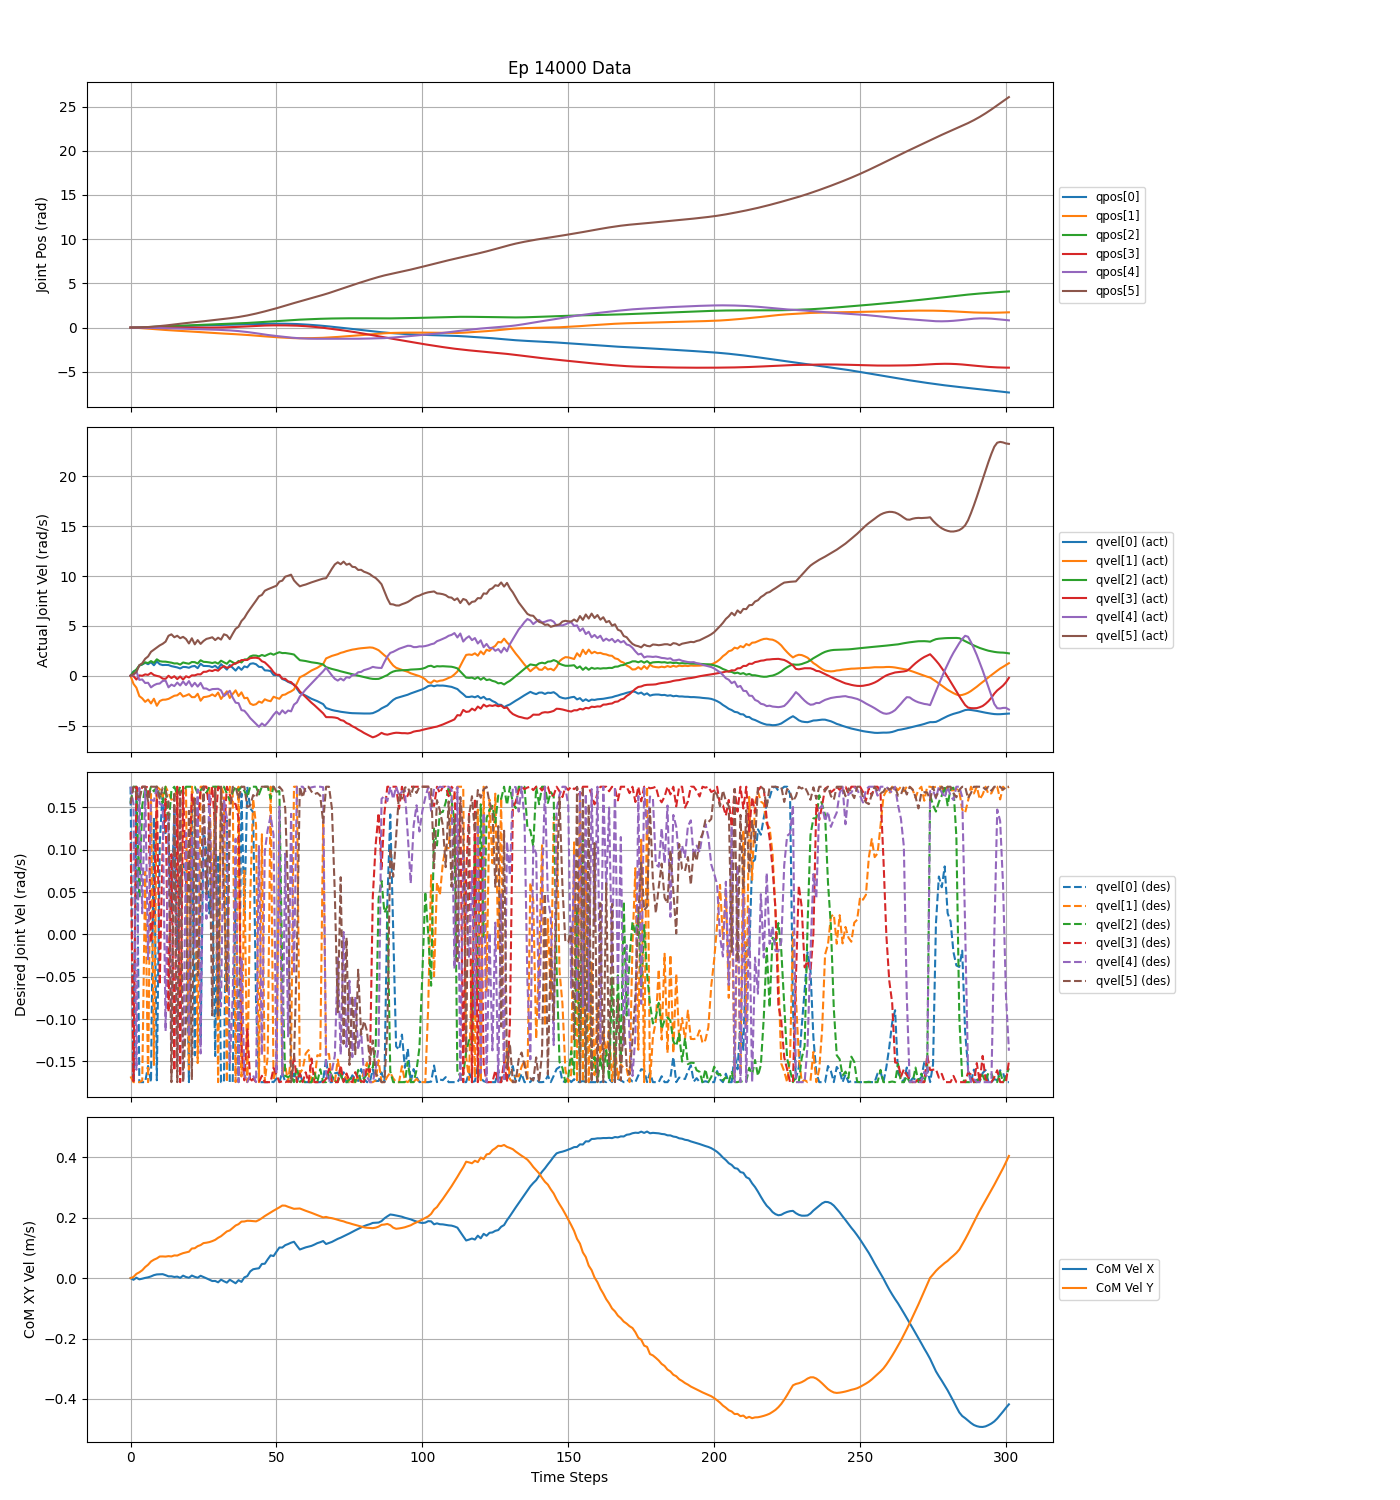 Ep 14000 Data
25
20
15
10
5
0
−5
Joint Pos (rad)
qpos[0]
qpos[1]
qpos[2]
qpos[3]
qpos[4]
qpos[5]
20
15
10
5
0
−5
Actual Joint Vel (rad/s)
qvel[0] (act)
qvel[1] (act)
qvel[2] (act)
qvel[3] (act)
qvel[4] (act)
qvel[5] (act)
0.15
0.10
0.05
0.00
−0.05
−0.10
−0.15
Desired Joint Vel (rad/s)
qvel[0] (des)
qvel[1] (des)
qvel[2] (des)
qvel[3] (des)
qvel[4] (des)
qvel[5] (des)
0.4
0.2
0.0
−0.2
−0.4
CoM XY Vel (m/s)
CoM Vel X
CoM Vel Y
0 50 100 150 200 250 300
Time Steps